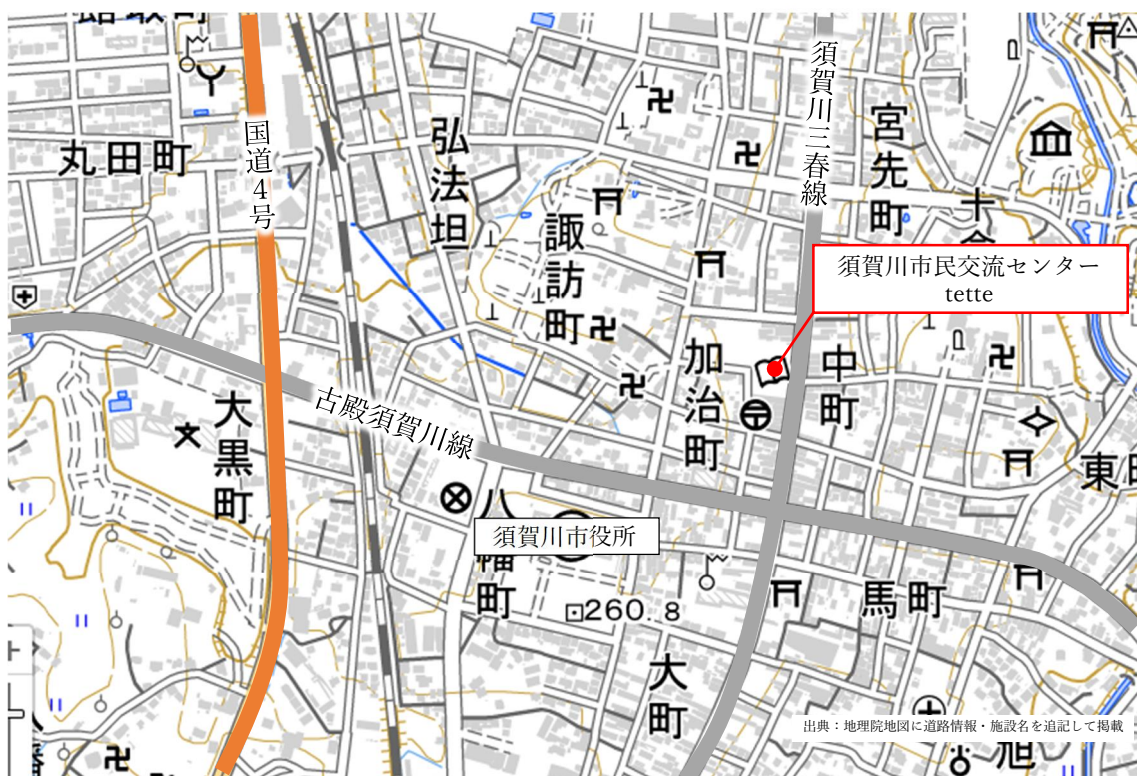 国道4号
須賀川三春線
丸田町
弘法坦
宮先町
諏訪町
須賀川市民交流センター
tette
加治町
中町
古殿須賀川線
大黒町
八幡町
須賀川市役所
馬町
260.8
大町
出典：地理院地図に道路情報・施設名を追記して掲載